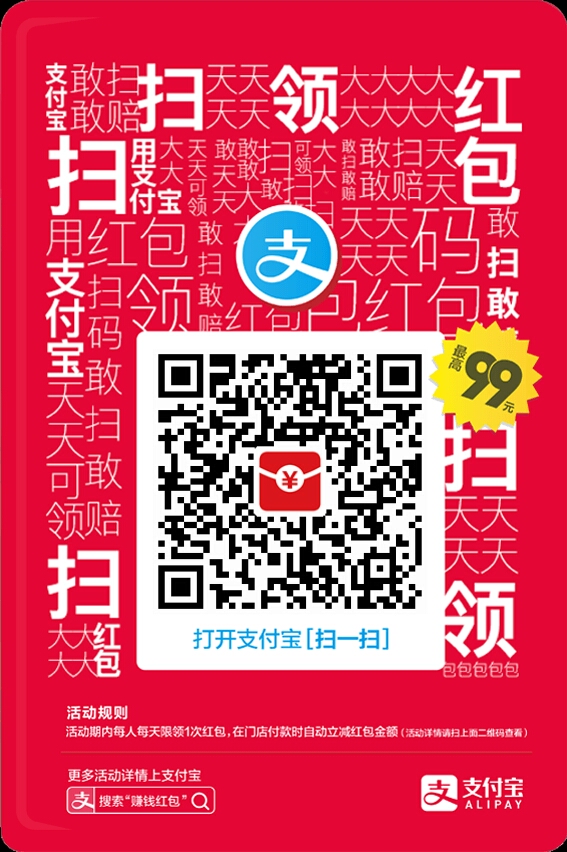 支付宝
敢扫
敢赔
扫
天天
天天
领
大大大大
大大大大
红包
扫
用支付宝
大大
天天可领
敢敢扫
可领
大大
敢扫敢赔
敢扫天
敢赔天
用红包
敢扫敢赔
天天
天天
码
敢扫敢
支付宝
扫码
领
红包
红包
支
天天可领
敢扫敢赔
最高99元
¥
扫
天天
天天
扫
领
大大
大大
红包
包包包包包
打开支付宝[扫一扫]
活动规则
活动期内每人每天限领1次红包,在门店付款时自动立减红包金额(活动详情请扫上面二维码查看)
更多活动详情上支付宝
支 搜索“赚钱红包”
支 支付宝
ALIPAY